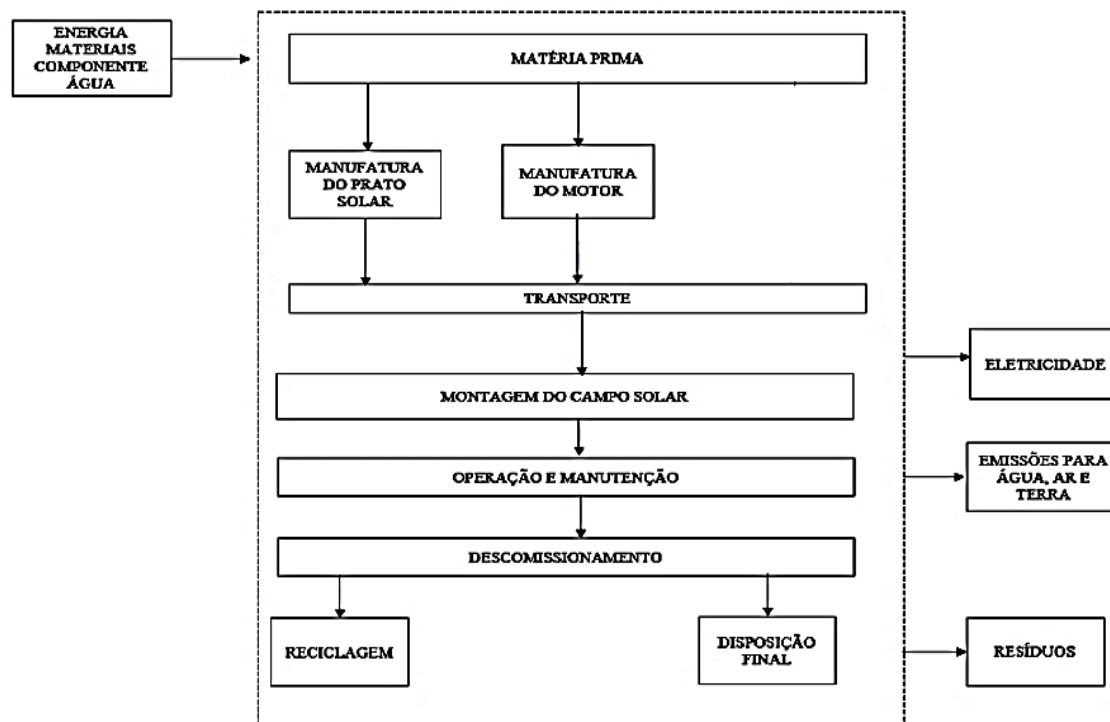 ENERGIA
MATERIAIS
COMPONENTE
ÁGUA
MATÉRIA PRIMA
MANUFATURA
DO PRATO
SOLAR
MANUFATURA
DO MOTOR
TRANSPORTE
MONTAGEM DO CAMPO SOLAR
OPERAÇÃO E MANUTENÇÃO
DESCOMISSIONAMENTO
RECICLAGEM
DISPOSIÇÃO
FINAL
ELETRICIDADE
EMISSÕES PARA
ÁGUA, AR E
TERRA
RESÍDUOS